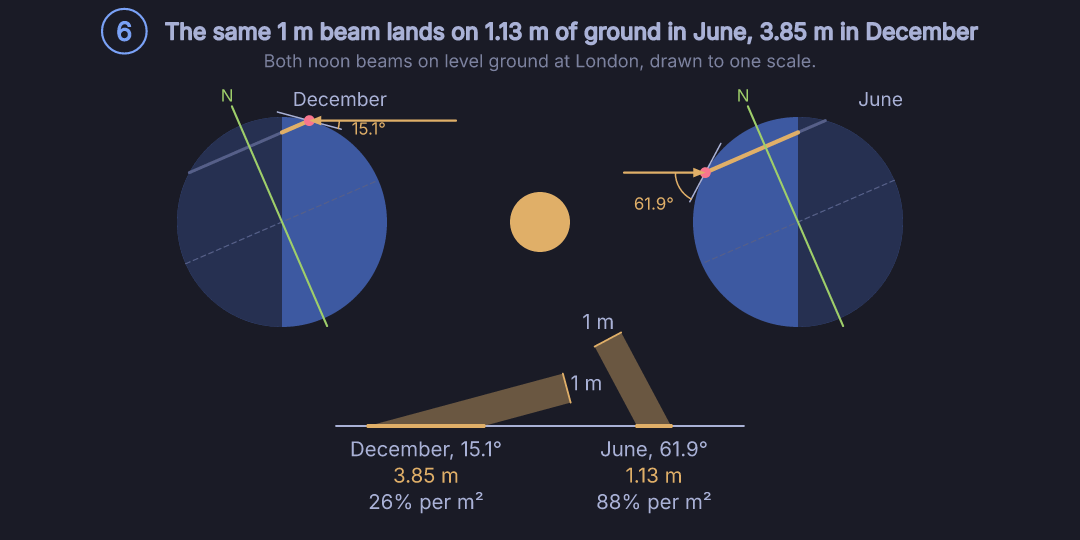 6 The same 1 m beam lands on 1.13 m of ground in June, 3.85 m in December
Both noon beams on level ground at London, drawn to one scale.
N
December
15.1°
N
June
61.9°
1 m
1 m
December, 15.1°
3.85 m
26% per m²
June, 61.9°
1.13 m
88% per m²